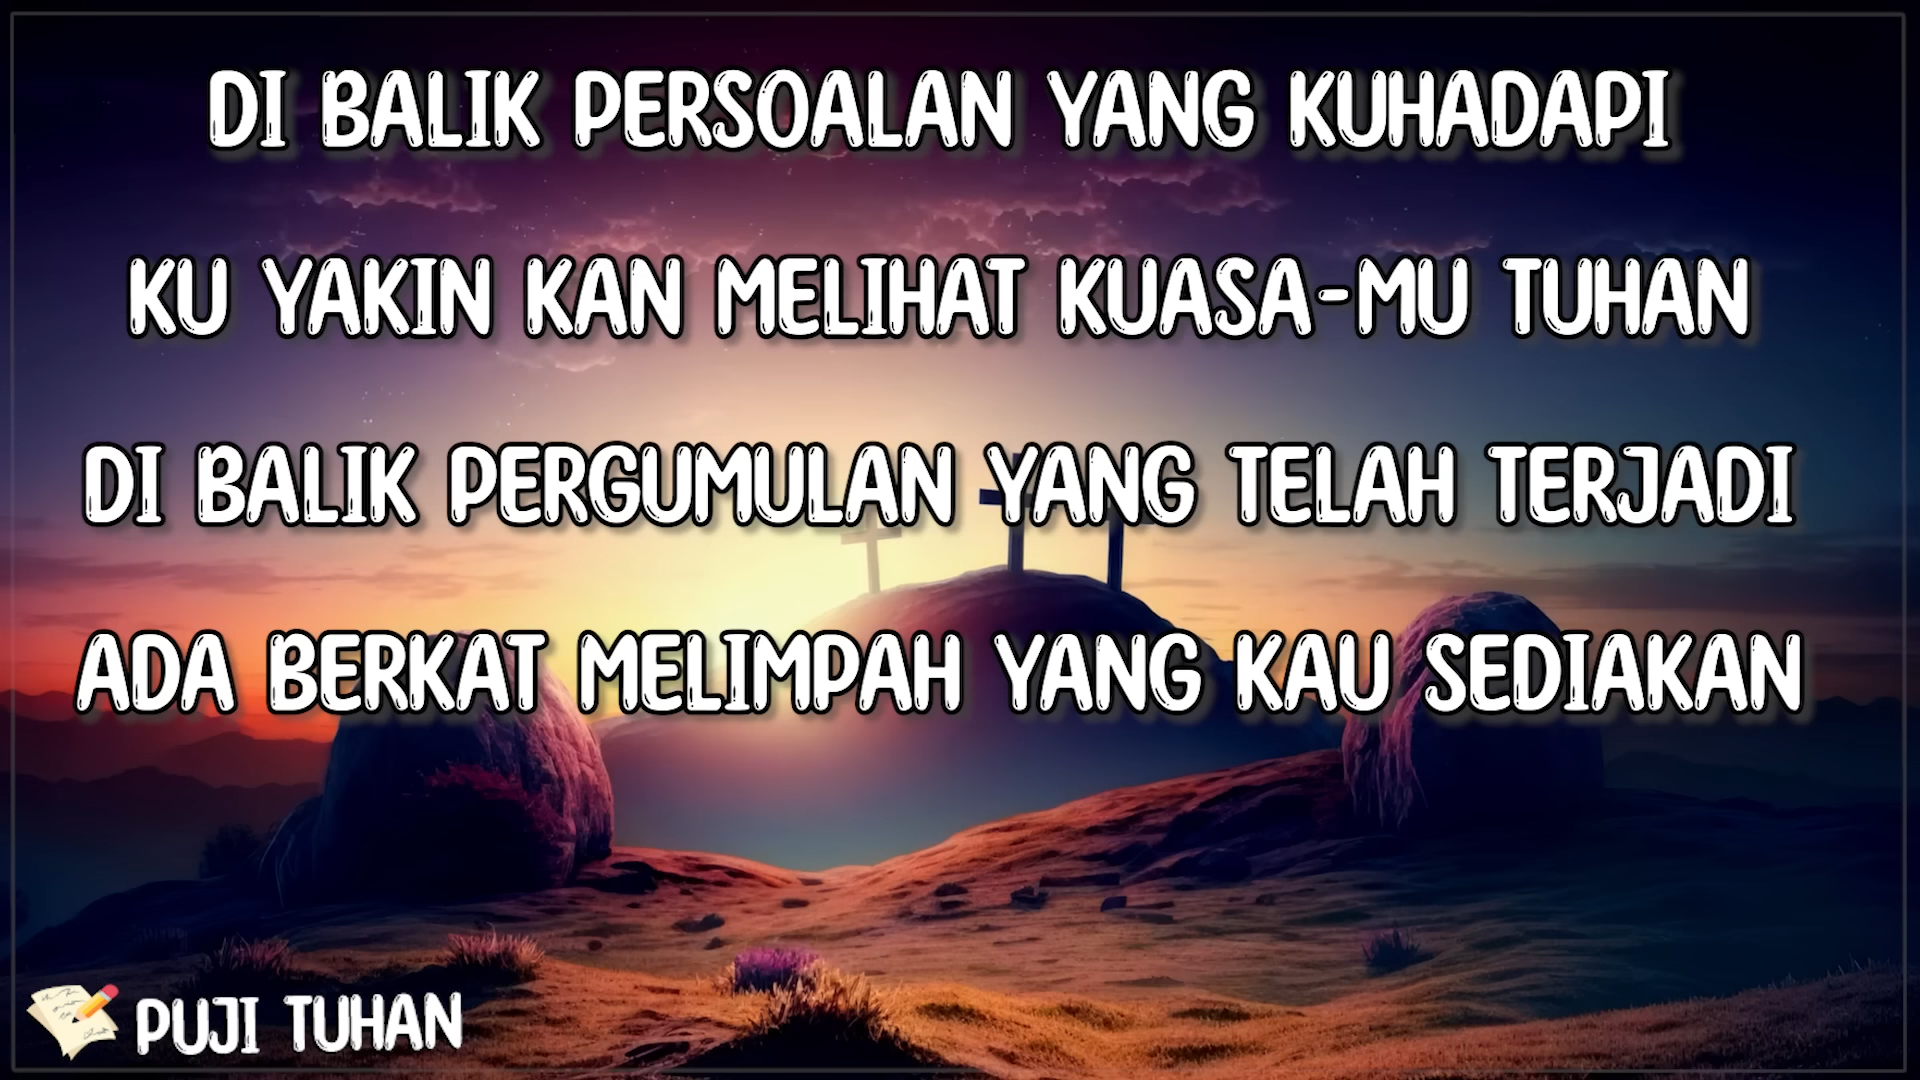 DI BALIK PERSOALAN YANG KUHADAPI
KU YAKIN KAN MELIHAT KUASA-MU TUHAN
DI BALIK PERGUMULAN YANG TELAH TERJADI
ADA BERKAT MELIMPAH YANG KAU SEDIAKAN
PUJI TUHAN